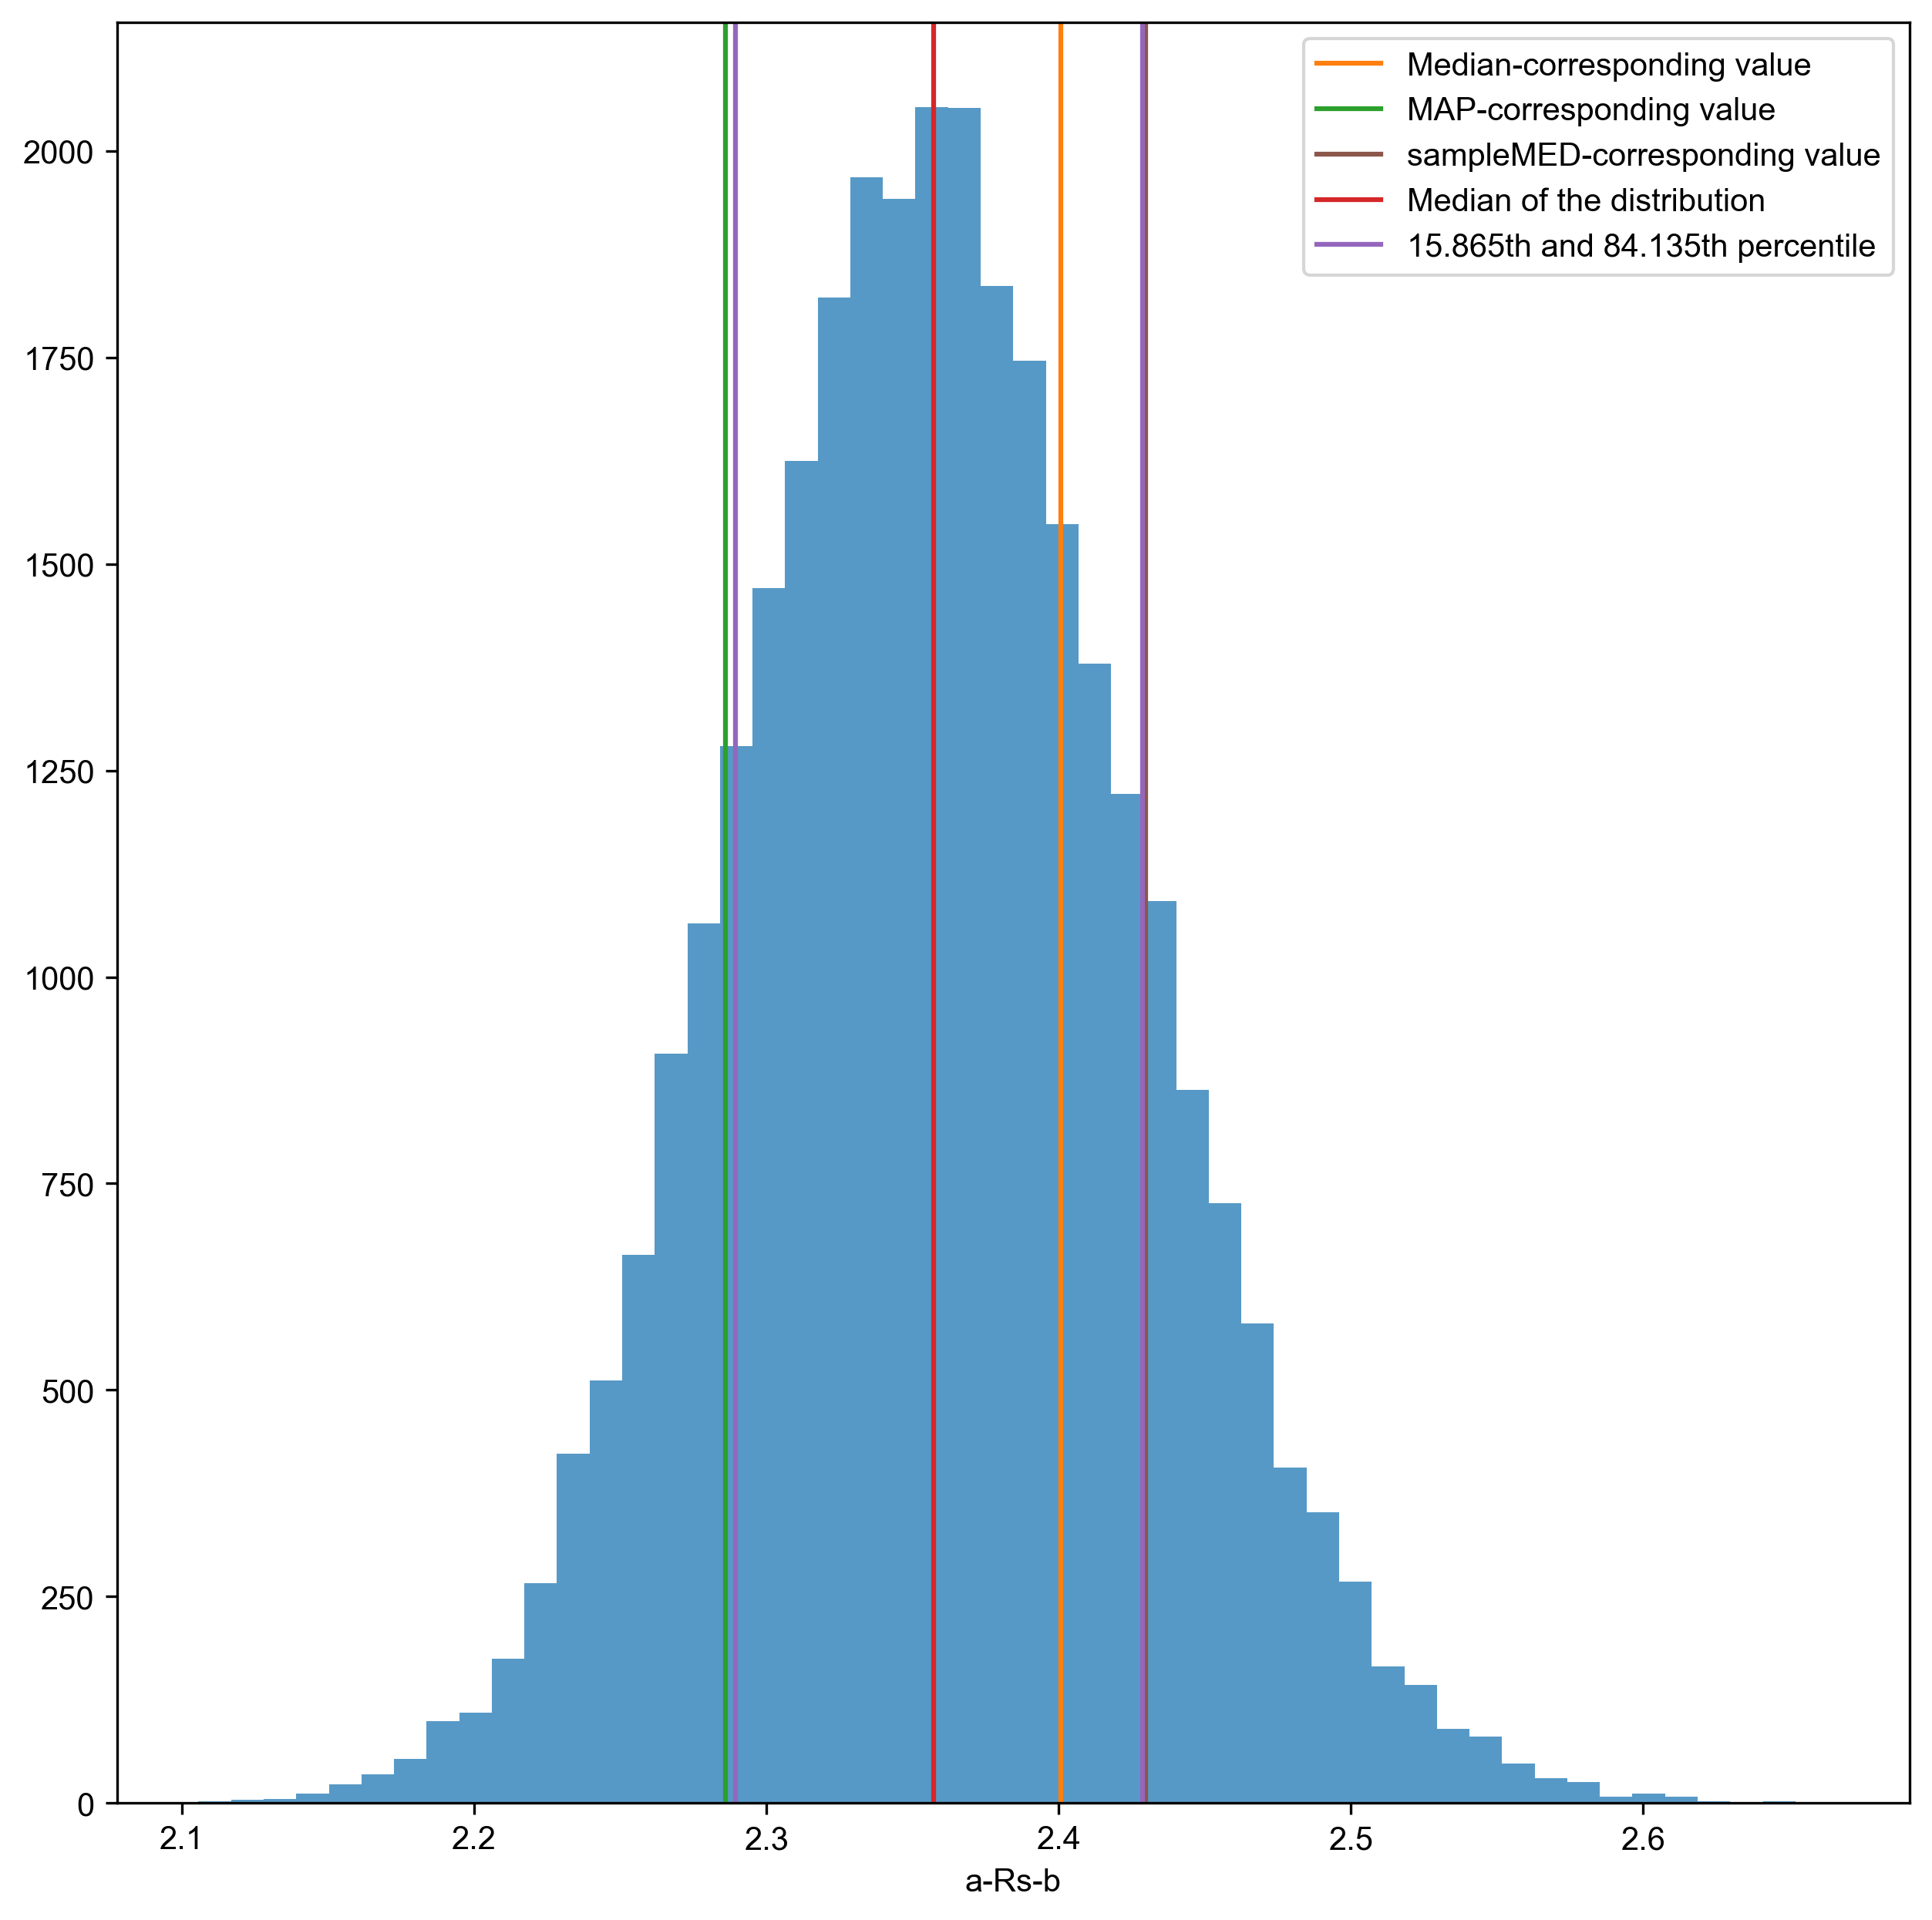 Median-corresponding value
MAP-corresponding value
sampleMED-corresponding value
Median of the distribution
15.865th and 84.135th percentile
2000
1750
1500
1250
1000
750
500
250
0
2.1 2.2 2.3 2.4 2.5 2.6
a-Rs-b